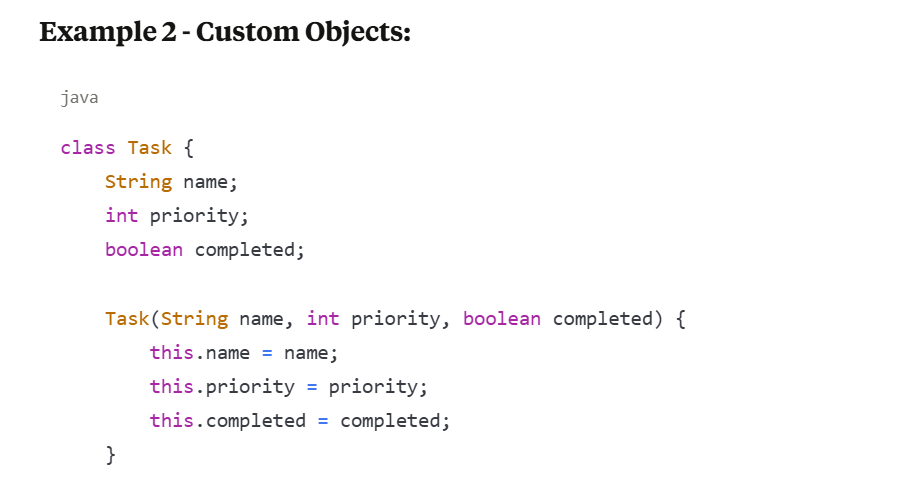 Example 2 - Custom Objects:
java
class Task {
    String name;
    int priority;
    boolean completed;

    Task(String name, int priority, boolean completed) {
        this.name = name;
        this.priority = priority;
        this.completed = completed;
    }